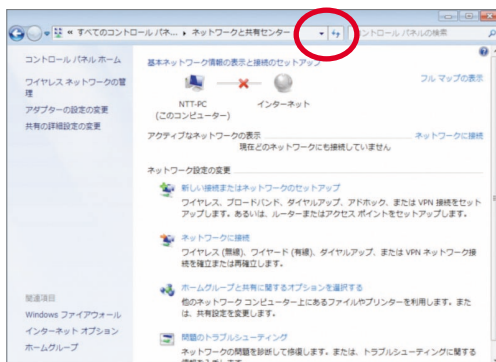 « すべてのコントロール パネ... ▸ ネットワークと共有センター
コントロール パネルの検索
コントロール パネル ホーム
ワイヤレス ネットワークの管
理
アダプターの設定の変更
共有の詳細設定の変更
基本ネットワーク情報の表示と接続のセットアップ
フル マップの表示
NTT-PC
(このコンピューター)
インターネット
アクティブなネットワークの表示
ネットワークに接続
現在どのネットワークにも接続していません
ネットワーク設定の変更
新しい接続またはネットワークのセットアップ
ワイヤレス、ブロードバンド、ダイヤルアップ、アドホック、または VPN 接続をセット
アップします。あるいは、ルーターまたはアクセス ポイントをセットアップします。
ネットワークに接続
ワイヤレス (無線)、ワイヤード (有線)、ダイヤルアップ、または VPN ネットワーク接
続を確立または再確立します。
ホームグループと共有に関するオプションを選択する
他のネットワーク コンピューター上にあるファイルやプリンターを利用します。また
は、共有設定を変更します。
問題のトラブルシューティング
ネットワークの問題を診断して修復します。または、トラブルシューティングに関する
関連項目
Windows ファイアウォール
インターネット オプション
ホームグループ